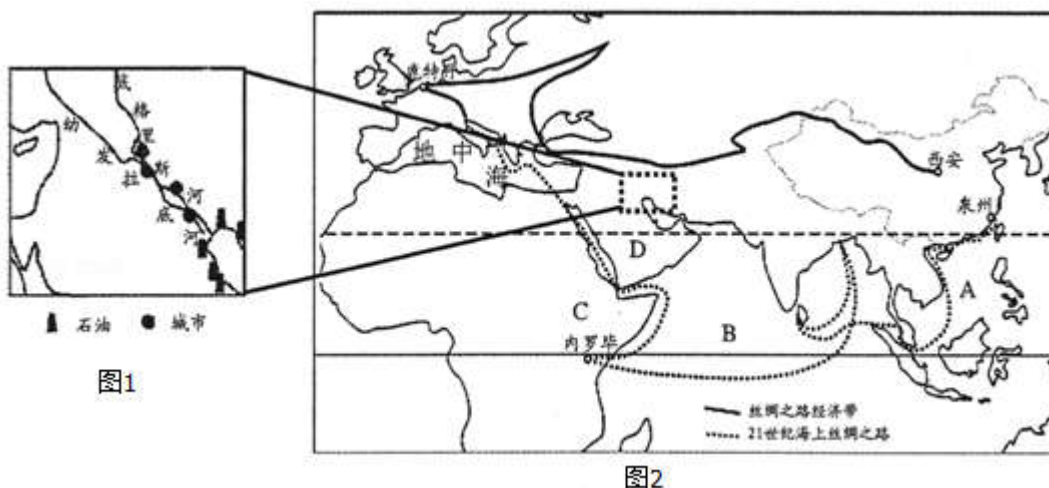 幼
发
拉
底
河
底
格
里
斯
河
石油
城市
图1
鹿特丹
地中
海
西安
泉州
A
B
C
D
内罗毕
丝绸之路经济带
21世纪海上丝绸之路
图2